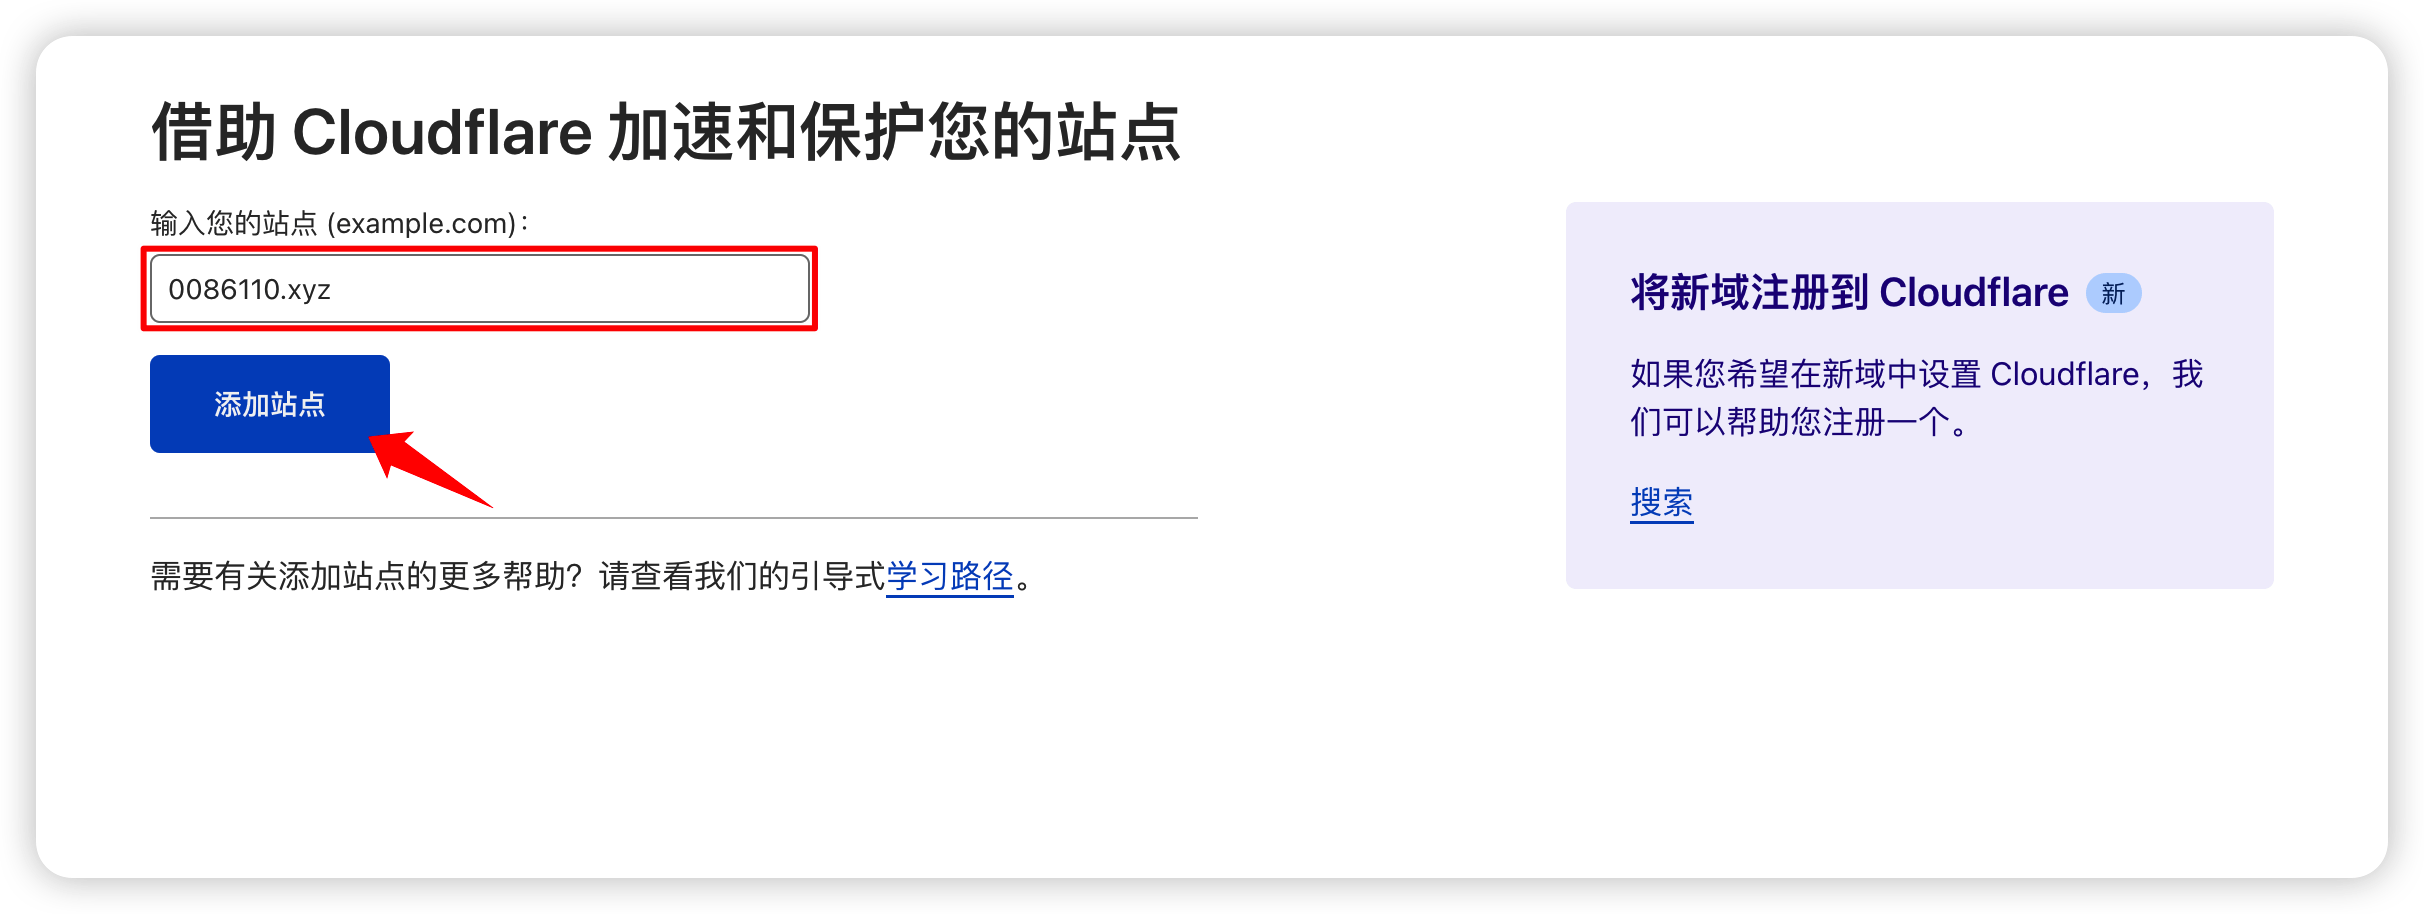 借助 Cloudflare 加速和保护您的站点
输入您的站点 (example.com)：
0086110.xyz
添加站点
需要有关添加站点的更多帮助？请查看我们的引导式学习路径。
将新域注册到 Cloudflare 新
如果您希望在新域中设置 Cloudflare，我
们可以帮助您注册一个。
搜索